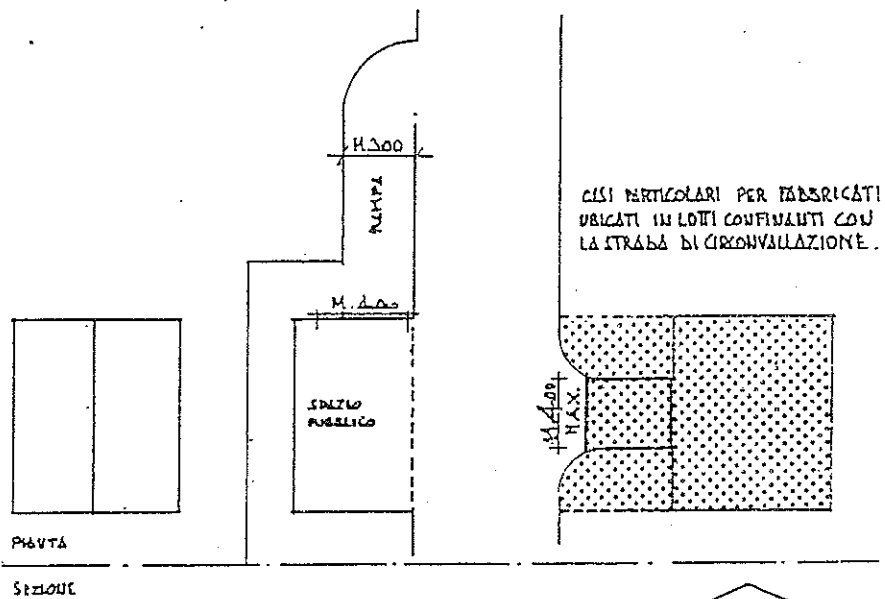 M. 3.00
RAMPA
CASI PARTICOLARI PER FABBRICATI
UBICATI IN LOTTI CONFINANTI CON
LA STRADA DI CIRCONVALLAZIONE.
SPAZIO
PUBBLICO
MAX.
PIANTA
SEZIONE